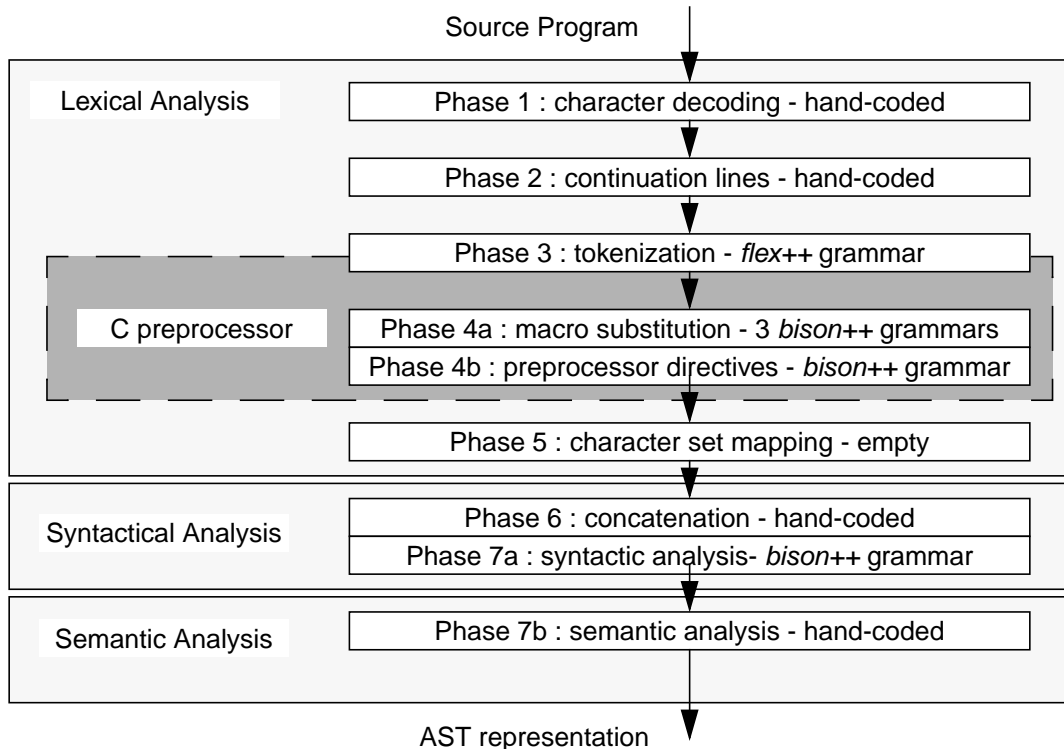 Source Program
Lexical Analysis
Phase 1 : character decoding - hand-coded
Phase 2 : continuation lines - hand-coded
Phase 3 : tokenization - flex++ grammar
C preprocessor
Phase 4a : macro substitution - 3 bison++ grammars
Phase 4b : preprocessor directives - bison++ grammar
Phase 5 : character set mapping - empty
Syntactical Analysis
Phase 6 : concatenation - hand-coded
Phase 7a : syntactic analysis- bison++ grammar
Semantic Analysis
Phase 7b : semantic analysis - hand-coded
AST representation